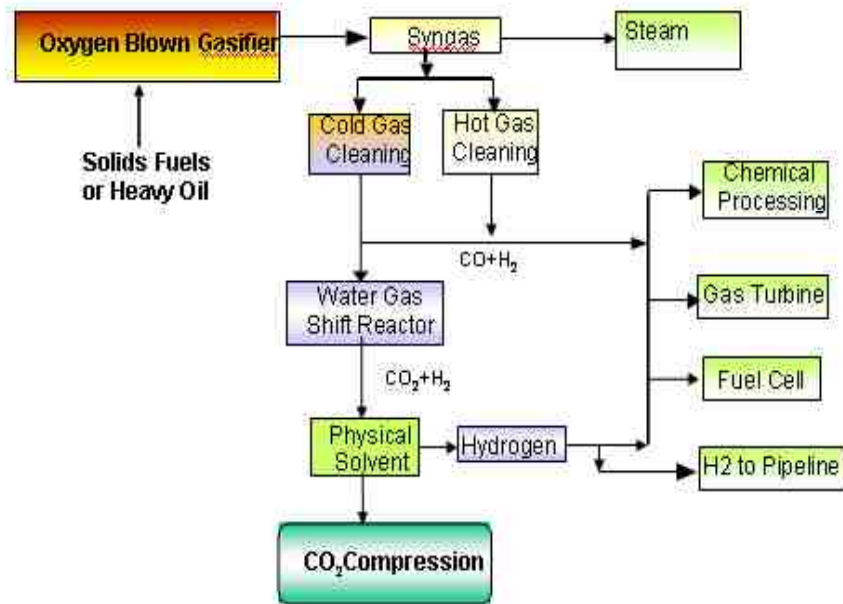 Oxygen Blown Gasifier
Syngas
Steam
Solids Fuels
or Heavy Oil
Cold Gas
Cleaning
Hot Gas
Cleaning
Chemical
Processing
CO+H₂
Water Gas
Shift Reactor
Gas Turbine
CO₂+H₂
Fuel Cell
Physical
Solvent
Hydrogen
H2 to Pipeline
CO₂Compression